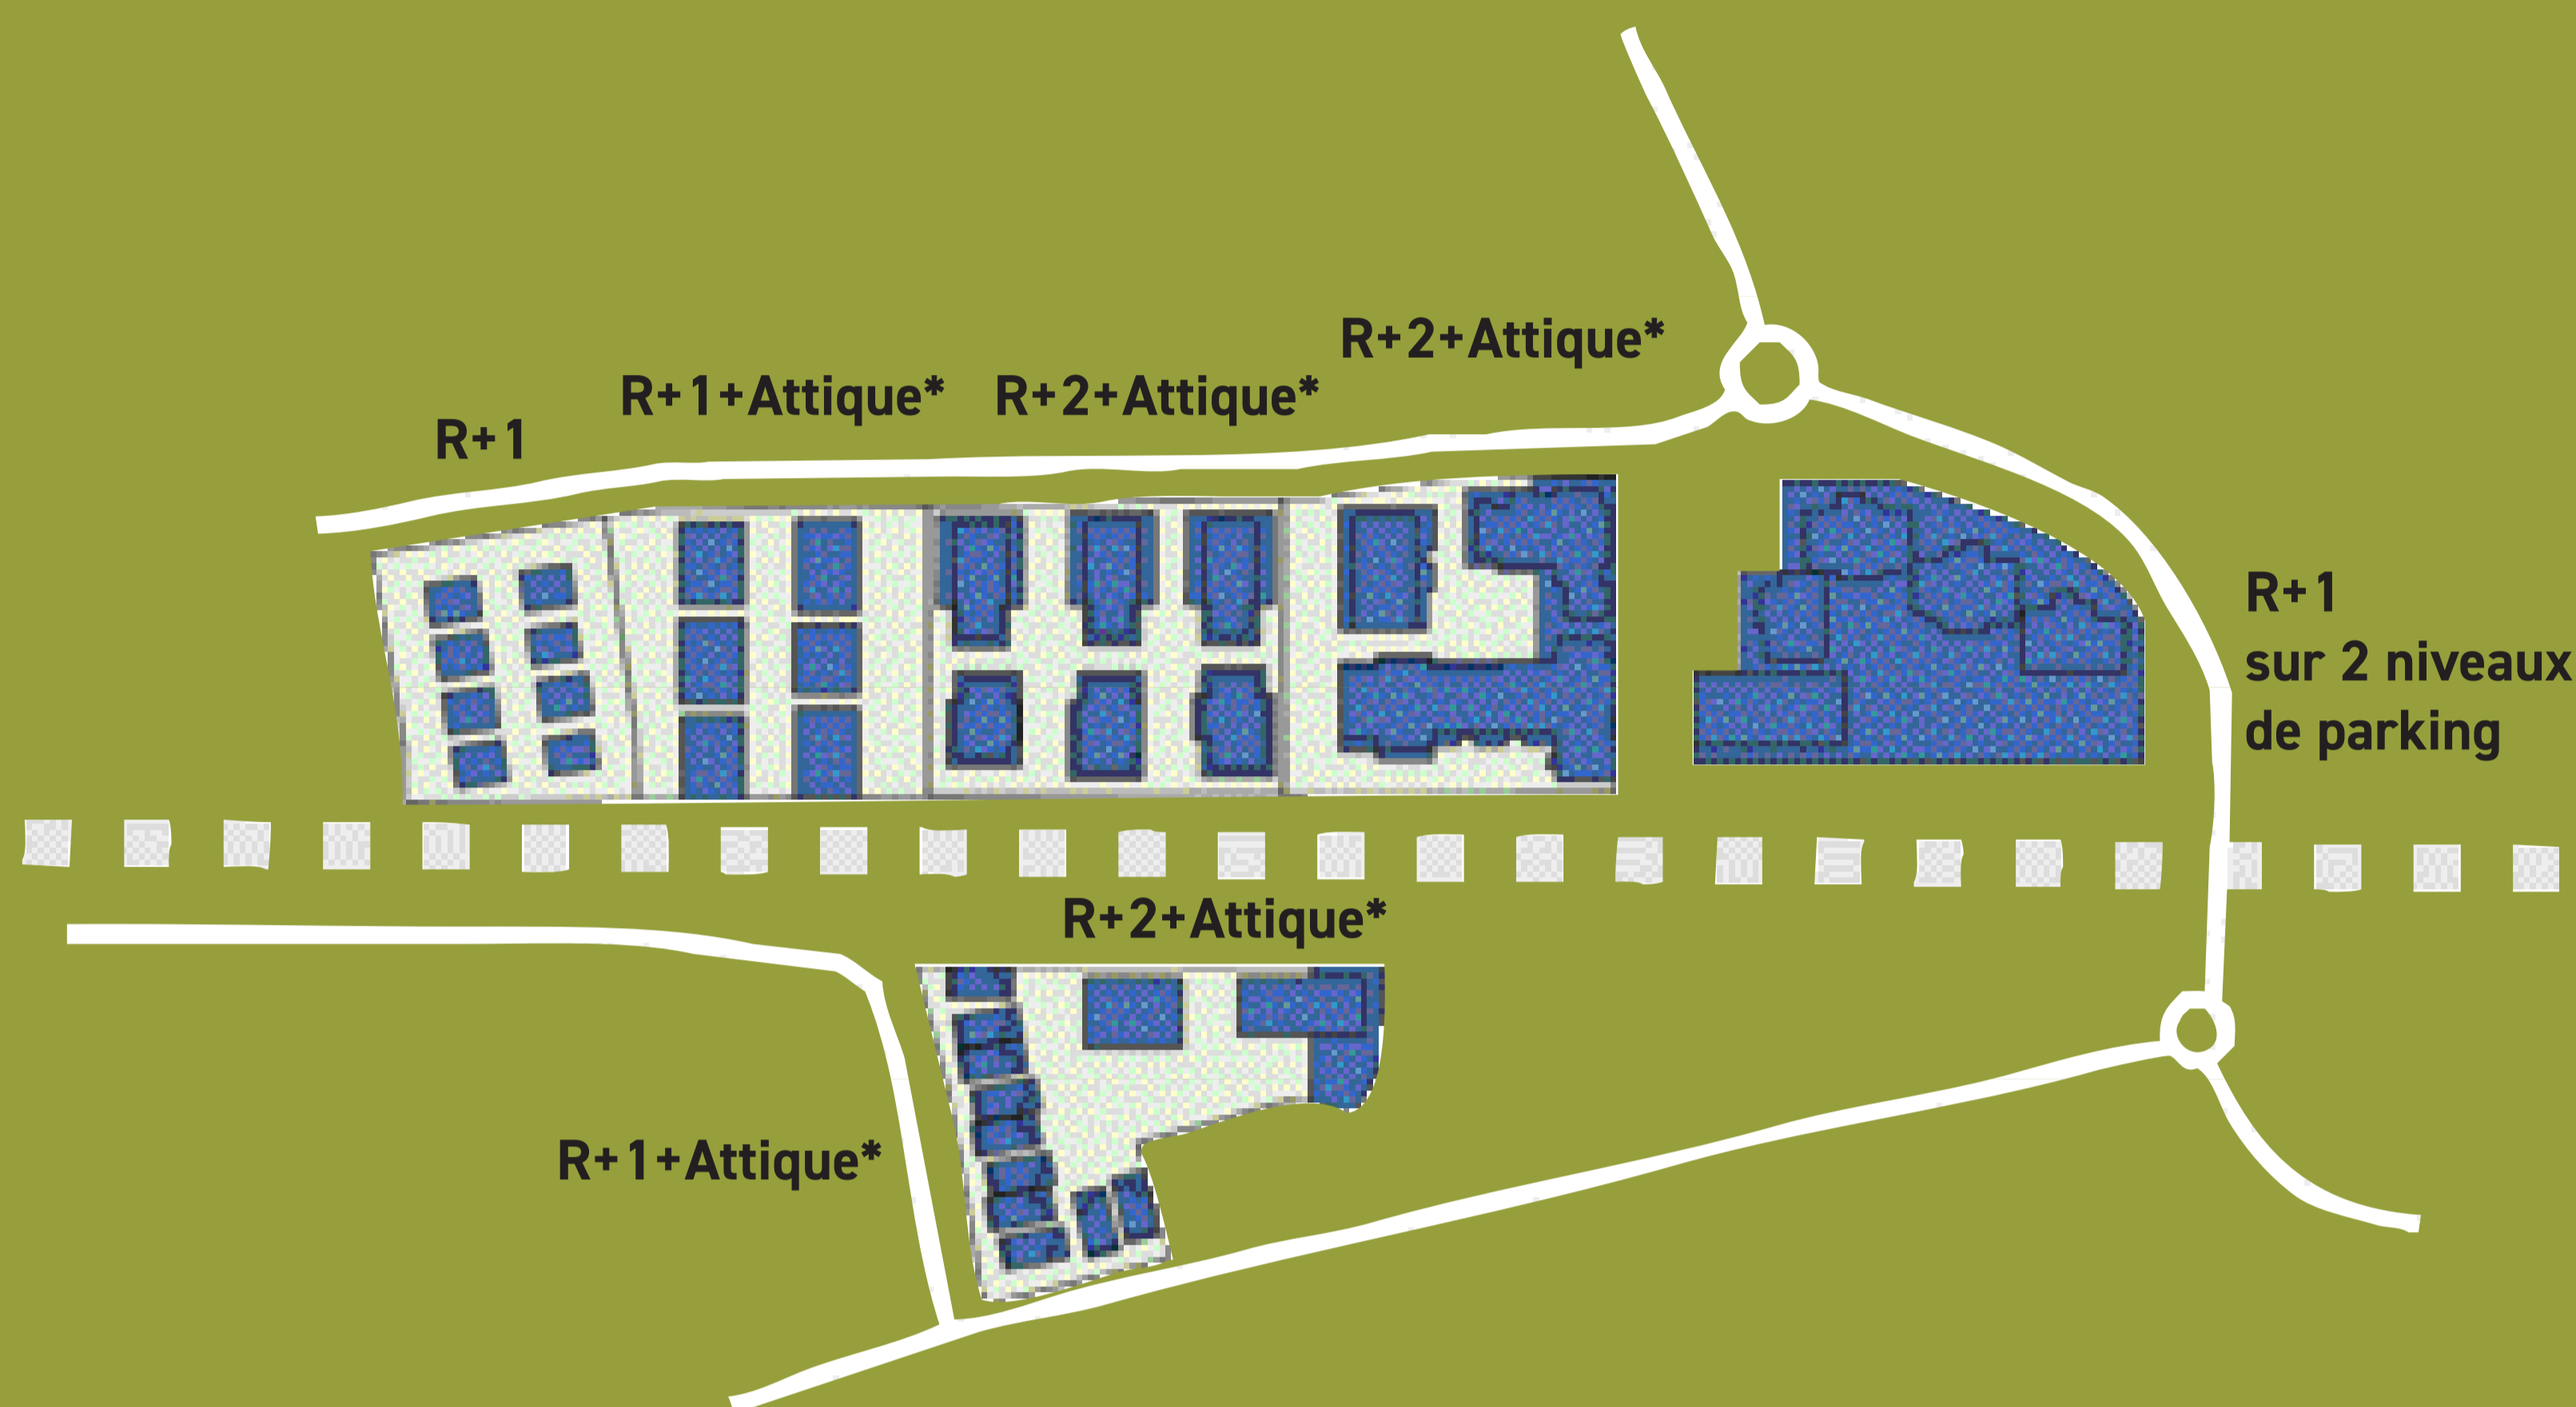 R+2+Attique*
R+1+Attique*
R+2+Attique*
R+1
R+1
sur 2 niveaux
de parking
R+2+Attique*
R+1+Attique*